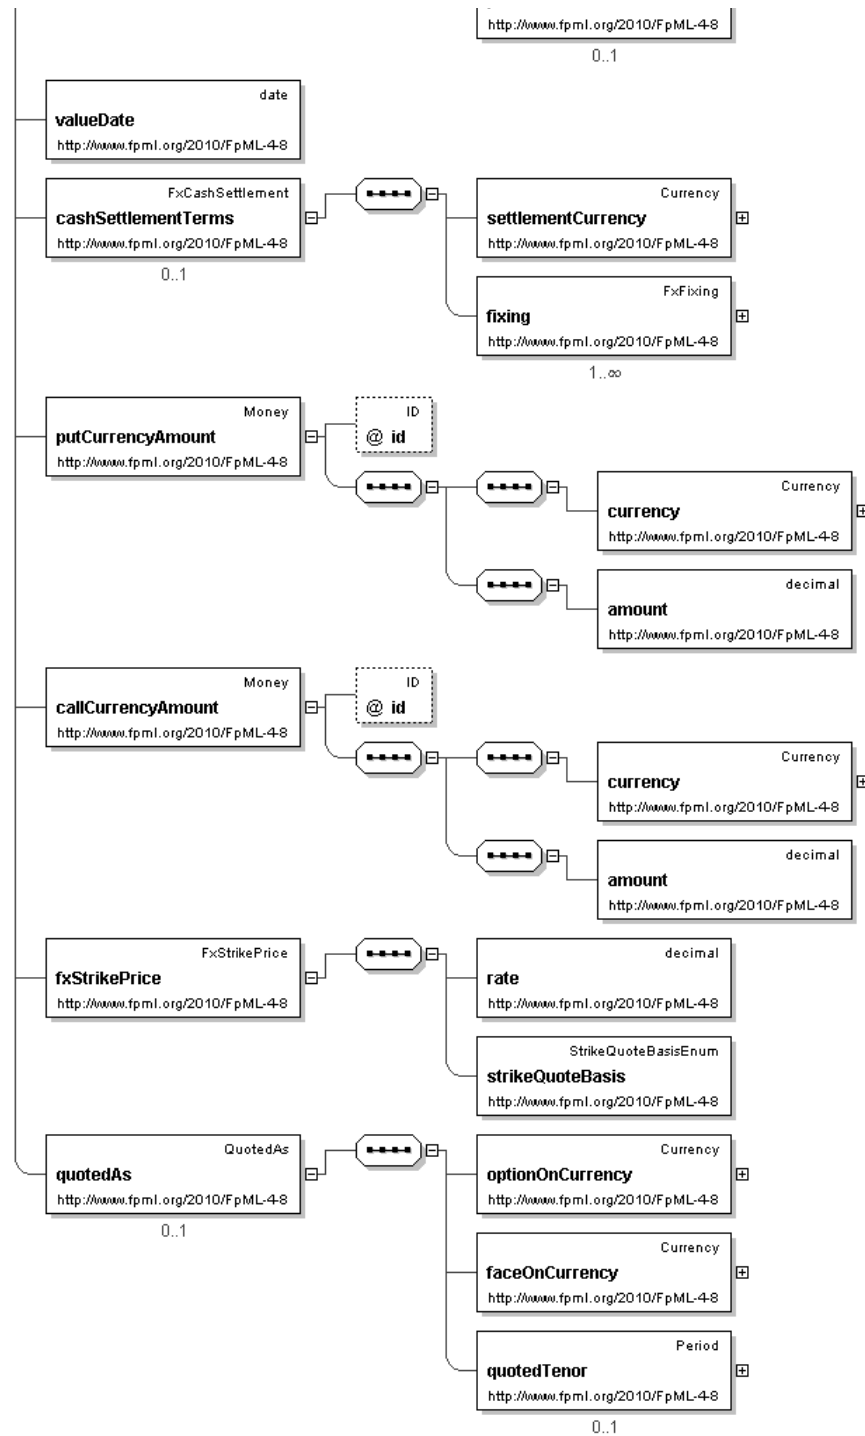 http://www.fpml.org/2010/FpML-4-8
0..1
date
valueDate
http://www.fpml.org/2010/FpML-4-8
FxCashSettlement
cashSettlementTerms
http://www.fpml.org/2010/FpML-4-8
0..1
Currency
settlementCurrency
http://www.fpml.org/2010/FpML-4-8
FxFixing
fixing
http://www.fpml.org/2010/FpML-4-8
1..∞
Money
putCurrencyAmount
http://www.fpml.org/2010/FpML-4-8
ID
@ id
Currency
currency
http://www.fpml.org/2010/FpML-4-8
decimal
amount
http://www.fpml.org/2010/FpML-4-8
Money
callCurrencyAmount
http://www.fpml.org/2010/FpML-4-8
ID
@ id
Currency
currency
http://www.fpml.org/2010/FpML-4-8
decimal
amount
http://www.fpml.org/2010/FpML-4-8
FxStrikePrice
fxStrikePrice
http://www.fpml.org/2010/FpML-4-8
decimal
rate
http://www.fpml.org/2010/FpML-4-8
StrikeQuoteBasisEnum
strikeQuoteBasis
http://www.fpml.org/2010/FpML-4-8
QuotedAs
quotedAs
http://www.fpml.org/2010/FpML-4-8
0..1
Currency
optionOnCurrency
http://www.fpml.org/2010/FpML-4-8
Currency
faceOnCurrency
http://www.fpml.org/2010/FpML-4-8
Period
quotedTenor
http://www.fpml.org/2010/FpML-4-8
0..1